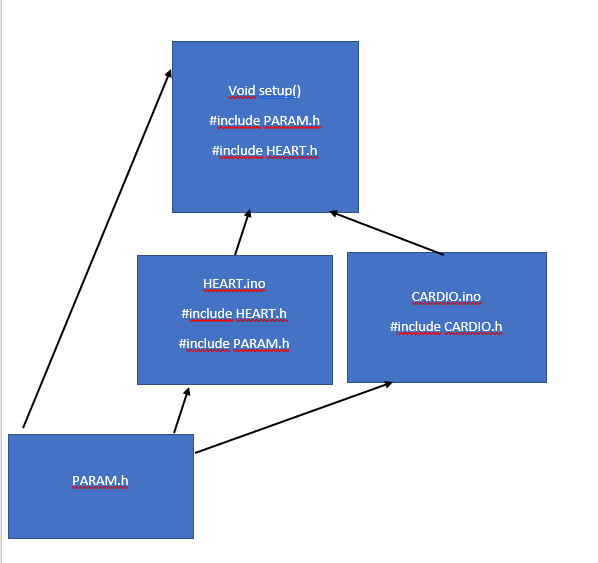 Void setup()
#include PARAM.h
#include HEART.h
HEART.ino
#include HEART.h
#include PARAM.h
CARDIO.ino
#include CARDIO.h
PARAM.h